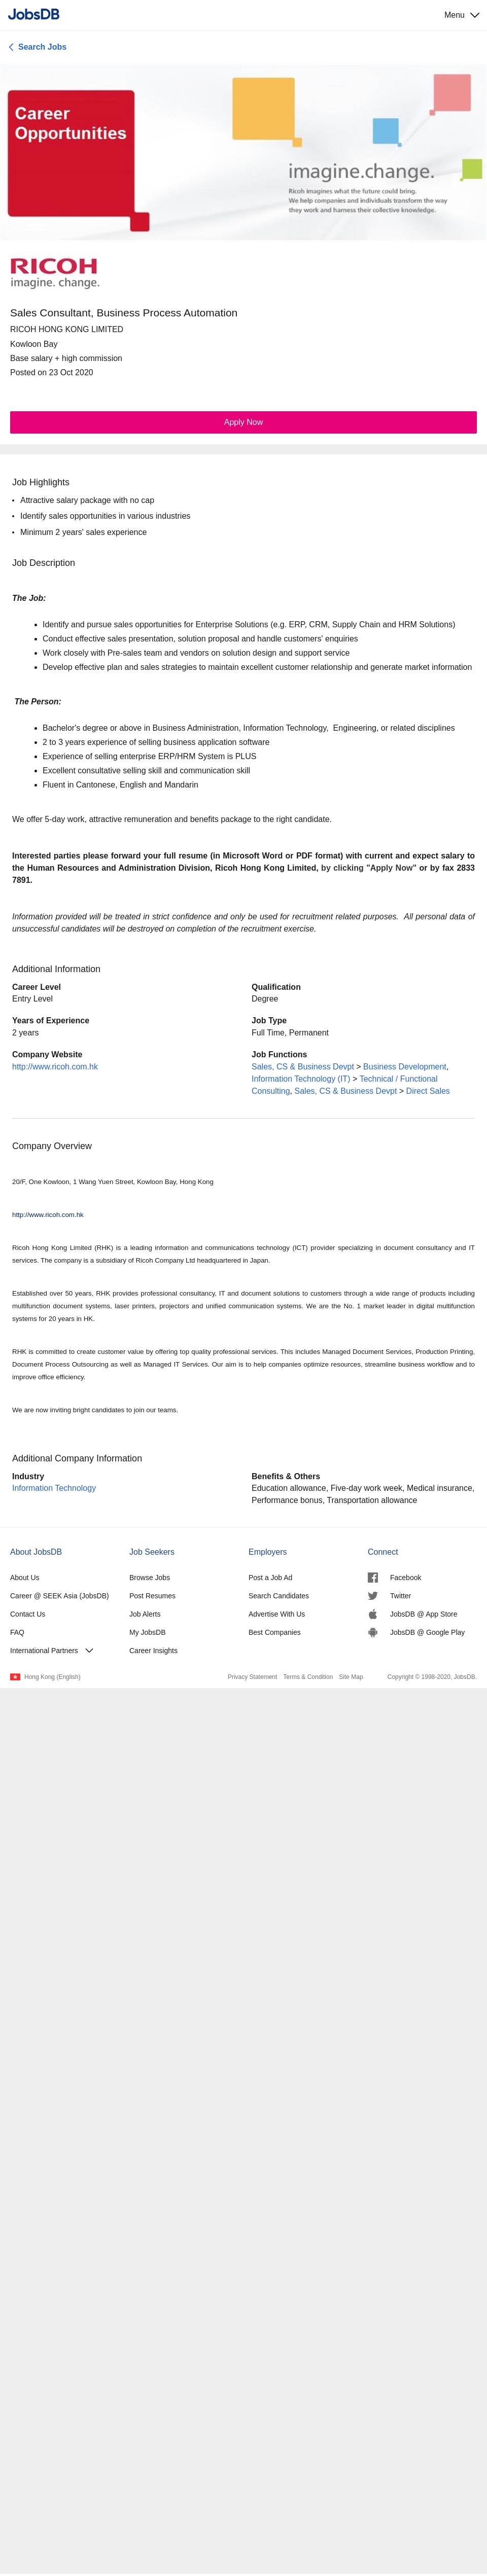 JobsDB
Menu
Search Jobs
Career
Opportunities
imagine.change.
Ricoh imagines what the future could bring.
We help companies and individuals transform the way
they work and harness their collective knowledge.
RICOH
imagine. change.
Sales Consultant, Business Process Automation
RICOH HONG KONG LIMITED
Kowloon Bay
Base salary + high commission
Posted on 23 Oct 2020
Apply Now
Job Highlights
• Attractive salary package with no cap
• Identify sales opportunities in various industries
• Minimum 2 years' sales experience
Job Description
The Job:
• Identify and pursue sales opportunities for Enterprise Solutions (e.g. ERP, CRM, Supply Chain and HRM Solutions)
• Conduct effective sales presentation, solution proposal and handle customers' enquiries
• Work closely with Pre-sales team and vendors on solution design and support service
• Develop effective plan and sales strategies to maintain excellent customer relationship and generate market information
The Person:
• Bachelor's degree or above in Business Administration, Information Technology, Engineering, or related disciplines
• 2 to 3 years experience of selling business application software
• Experience of selling enterprise ERP/HRM System is PLUS
• Excellent consultative selling skill and communication skill
• Fluent in Cantonese, English and Mandarin
We offer 5-day work, attractive remuneration and benefits package to the right candidate.
Interested parties please forward your full resume (in Microsoft Word or PDF format) with current and expect salary to
the Human Resources and Administration Division, Ricoh Hong Kong Limited, by clicking "Apply Now" or by fax 2833
7891.
Information provided will be treated in strict confidence and only be used for recruitment related purposes. All personal data of
unsuccessful candidates will be destroyed on completion of the recruitment exercise.
Additional Information
Career Level
Entry Level
Qualification
Degree
Years of Experience
2 years
Job Type
Full Time, Permanent
Company Website
http://www.ricoh.com.hk
Job Functions
Sales, CS & Business Devpt > Business Development,
Information Technology (IT) > Technical / Functional
Consulting, Sales, CS & Business Devpt > Direct Sales
Company Overview
20/F, One Kowloon, 1 Wang Yuen Street, Kowloon Bay, Hong Kong
http://www.ricoh.com.hk
Ricoh Hong Kong Limited (RHK) is a leading information and communications technology (ICT) provider specializing in document consultancy and IT
services. The company is a subsidiary of Ricoh Company Ltd headquartered in Japan.
Established over 50 years, RHK provides professional consultancy, IT and document solutions to customers through a wide range of products including
multifunction document systems, laser printers, projectors and unified communication systems. We are the No. 1 market leader in digital multifunction
systems for 20 years in HK.
RHK is committed to create customer value by offering top quality professional services. This includes Managed Document Services, Production Printing,
Document Process Outsourcing as well as Managed IT Services. Our aim is to help companies optimize resources, streamline business workflow and to
improve office efficiency.
We are now inviting bright candidates to join our teams.
Additional Company Information
Industry
Information Technology
Benefits & Others
Education allowance, Five-day work week, Medical insurance,
Performance bonus, Transportation allowance
About JobsDB
About Us
Career @ SEEK Asia (JobsDB)
Contact Us
FAQ
International Partners
Job Seekers
Browse Jobs
Post Resumes
Job Alerts
My JobsDB
Career Insights
Employers
Post a Job Ad
Search Candidates
Advertise With Us
Best Companies
Connect
Facebook
Twitter
JobsDB @ App Store
JobsDB @ Google Play
Hong Kong (English)
Privacy Statement Terms & Condition Site Map
Copyright © 1998-2020, JobsDB.